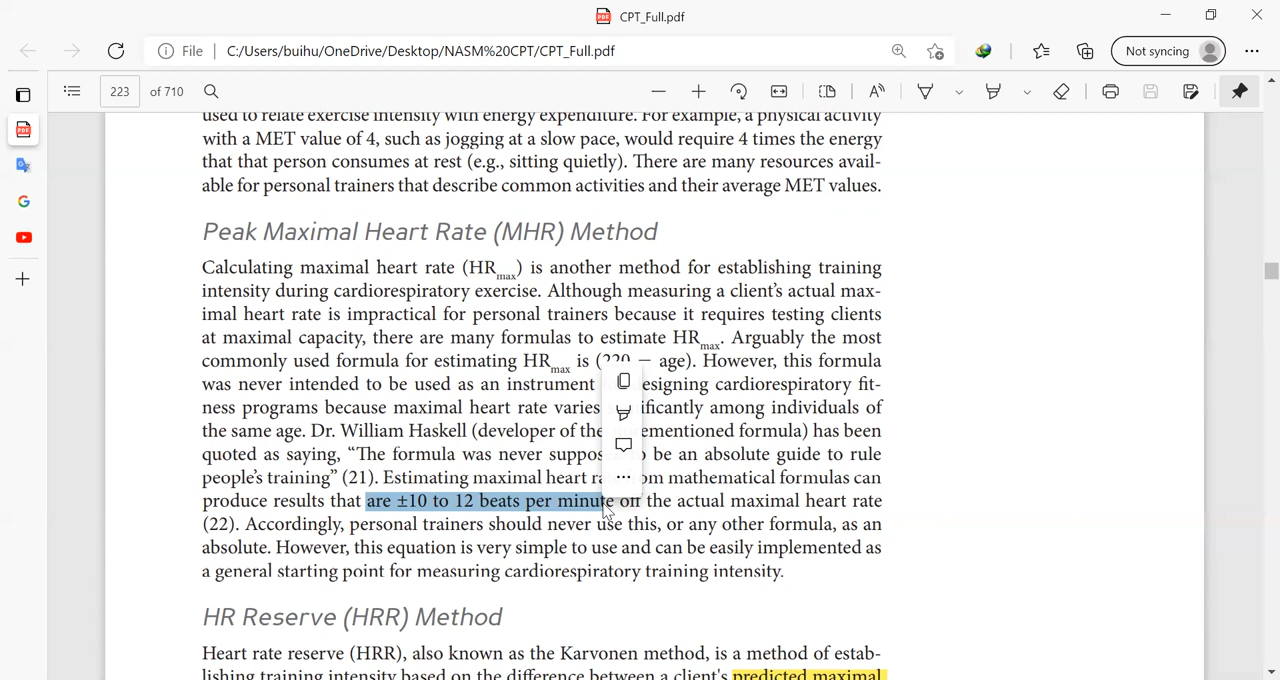 CPT_Full.pdf
File
C:/Users/buihu/OneDrive/Desktop/NASM%20CPT/CPT_Full.pdf
Not syncing
223 of 710
used to relate exercise intensity with energy expenditure. For example, a physical activity
with a MET value of 4, such as jogging at a slow pace, would require 4 times the energy
that that person consumes at rest (e.g., sitting quietly). There are many resources avail-
able for personal trainers that describe common activities and their average MET values.
Peak Maximal Heart Rate (MHR) Method
Calculating maximal heart rate (HRmax) is another method for establishing training
intensity during cardiorespiratory exercise. Although measuring a client's actual max-
imal heart rate is impractical for personal trainers because it requires testing clients
at maximal capacity, there are many formulas to estimate HRmax. Arguably the most
commonly used formula for estimating HRmax is (220 − age). However, this formula
was never intended to be used as an instrument esigning cardiorespiratory fit-
ness programs because maximal heart rate varies ificantly among individuals of
the same age. Dr. William Haskell (developer of the ementioned formula) has been
quoted as saying, “The formula was never suppos o be an absolute guide to rule
people's training” (21). Estimating maximal heart ra om mathematical formulas can
produce results that are ±10 to 12 beats per minute off the actual maximal heart rate
(22). Accordingly, personal trainers should never use this, or any other formula, as an
absolute. However, this equation is very simple to use and can be easily implemented as
a general starting point for measuring cardiorespiratory training intensity.
HR Reserve (HRR) Method
Heart rate reserve (HRR), also known as the Karvonen method, is a method of estab-
lishing training intensity based on the difference between a client's predicted maximal